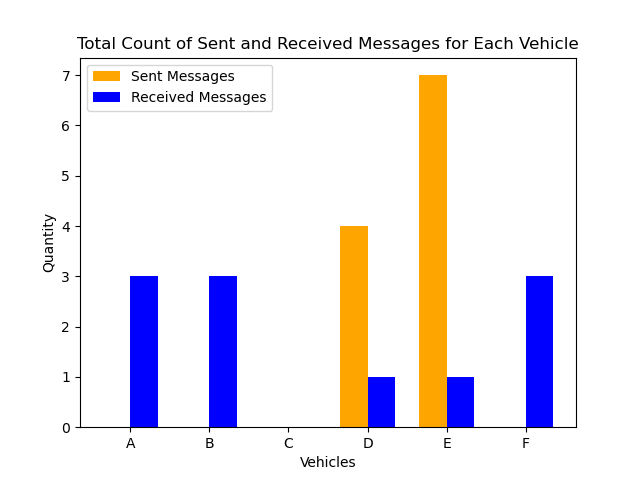 Total Count of Sent and Received Messages for Each Vehicle
Sent Messages
Received Messages
7
6
5
4
3
2
1
0
Quantity
A B C D E F
Vehicles